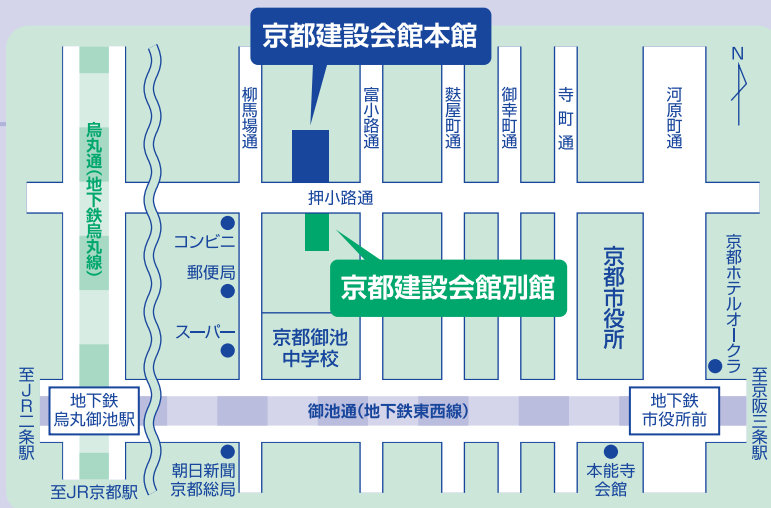 京都建設会館本館
N
柳馬場通
富小路通
麩屋町通
御幸町通
寺町通
河原町通
烏丸通(地下鉄烏丸線)
押小路通
コンビニ
郵便局
スーパー
京都建設会館別館
京都御池
中学校
京都市役所
京都ホテルオークラ
至JR二条駅
地下鉄
烏丸御池駅
御池通(地下鉄東西線)
地下鉄
市役所前
至京阪三条駅
至JR京都駅
朝日新聞
京都総局
本能寺
会館